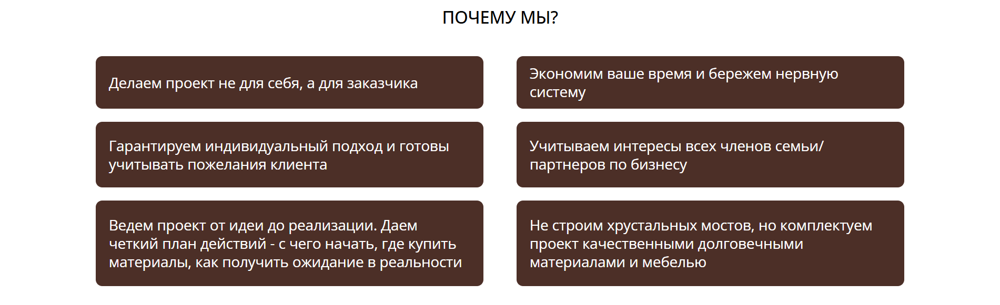 ПОЧЕМУ МЫ?
Делаем проект не для себя, а для заказчика
Экономим ваше время и бережем нервную
систему
Гарантируем индивидуальный подход и готовы
учитывать пожелания клиента
Учитываем интересы всех членов семьи/
партнеров по бизнесу
Ведем проект от идеи до реализации. Даем
четкий план действий - с чего начать, где купить
материалы, как получить ожидание в реальности
Не строим хрустальных мостов, но комплектуем
проект качественными долговечными
материалами и мебелью